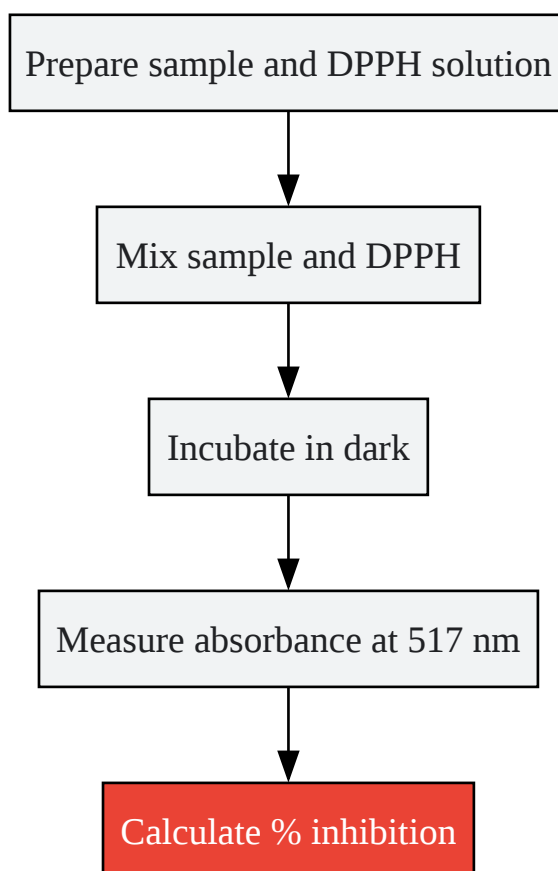 Prepare sample and DPPH solution
Mix sample and DPPH
Incubate in dark
Measure absorbance at 517 nm
Calculate % inhibition